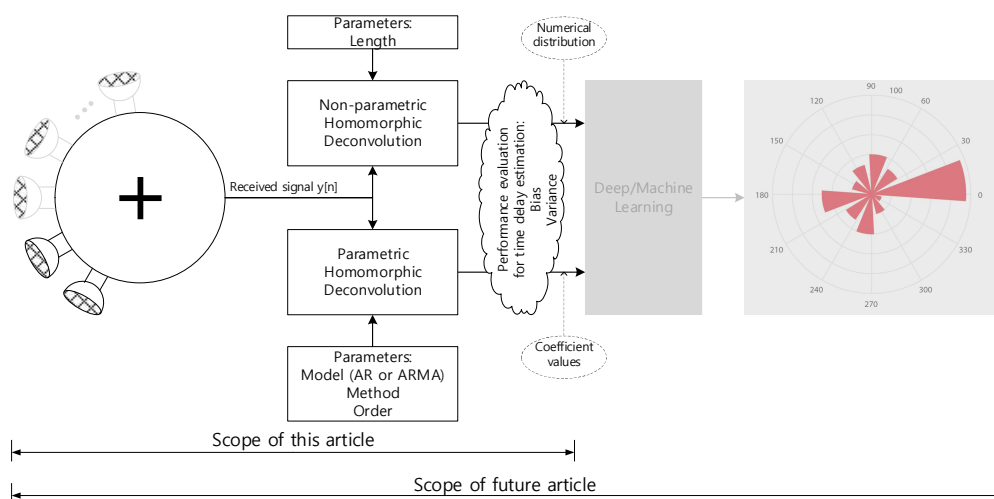 Parameters:
Length
Numerical
distribution
Non-parametric
Homomorphic
Deconvolution
Received signal y[n]
Parametric
Homomorphic
Deconvolution
Parameters:
Model (AR or ARMA)
Method
Order
Performance evaluation
for time delay estimation:
Bias
Variance
Coefficient
values
Deep/Machine
Learning
90
100
60
30
0
330
300
270
240
210
180
150
120
Scope of this article
Scope of future article